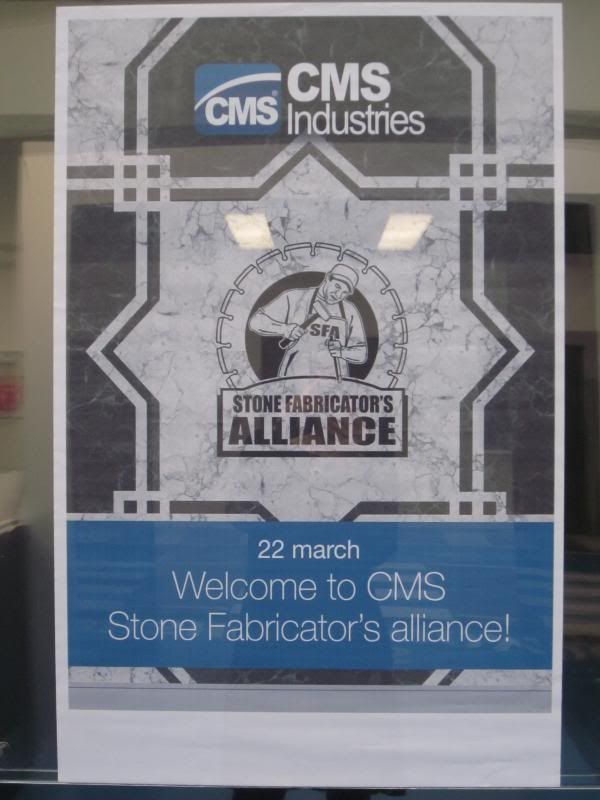 CMS
CMS
Industries
SFA
STONE FABRICATOR'S
ALLIANCE
22 march
Welcome to CMS
Stone Fabricator's alliance!